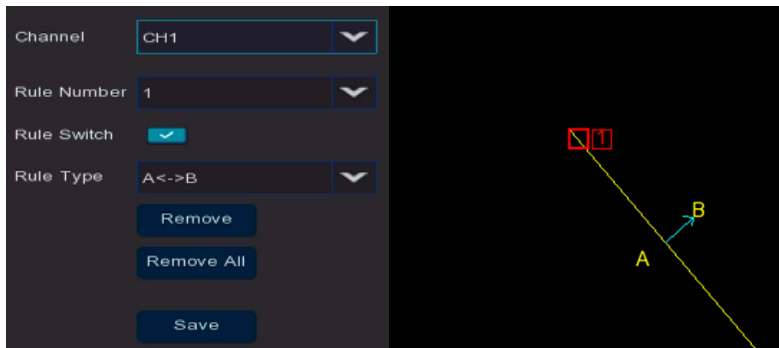 Channel CH1
Rule Number 1
Rule Switch
Rule Type A<->B
Remove
Remove All
Save
1
B
A